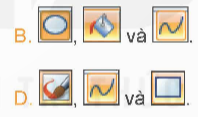 B. , và .
D. , và .